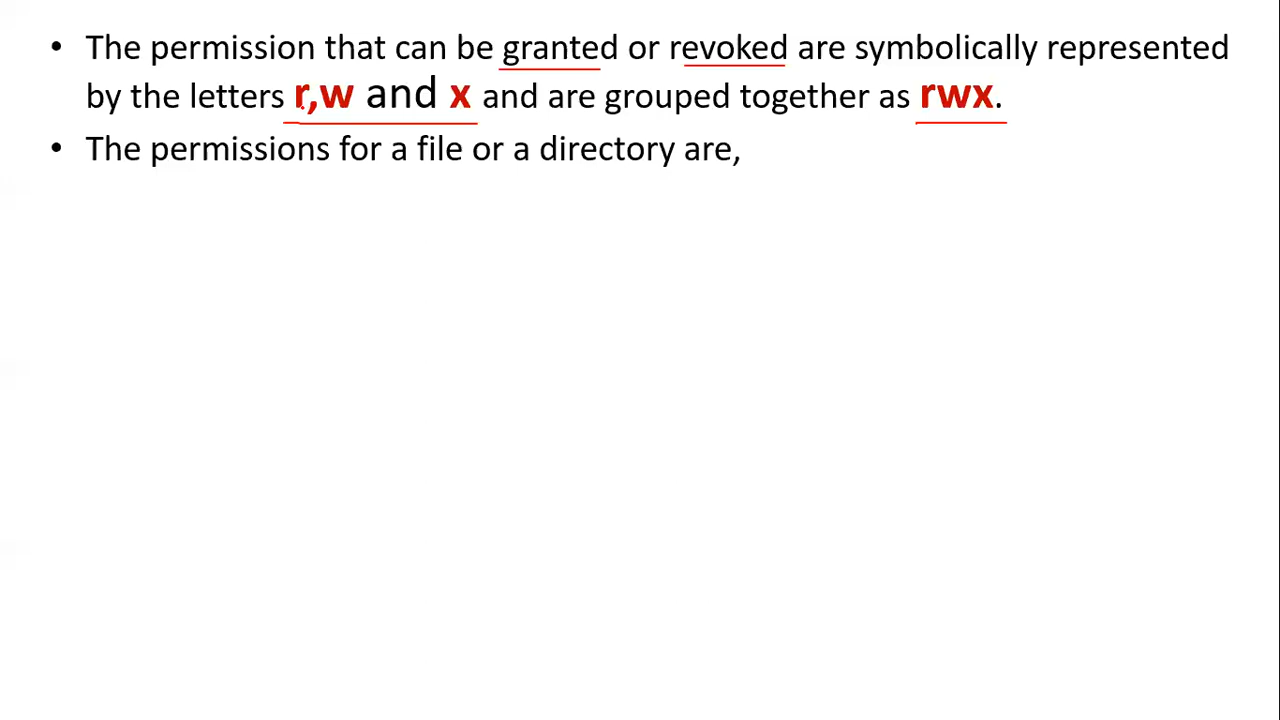 • The permission that can be granted or revoked are symbolically represented
by the letters r,w and x and are grouped together as rwx.
• The permissions for a file or a directory are,